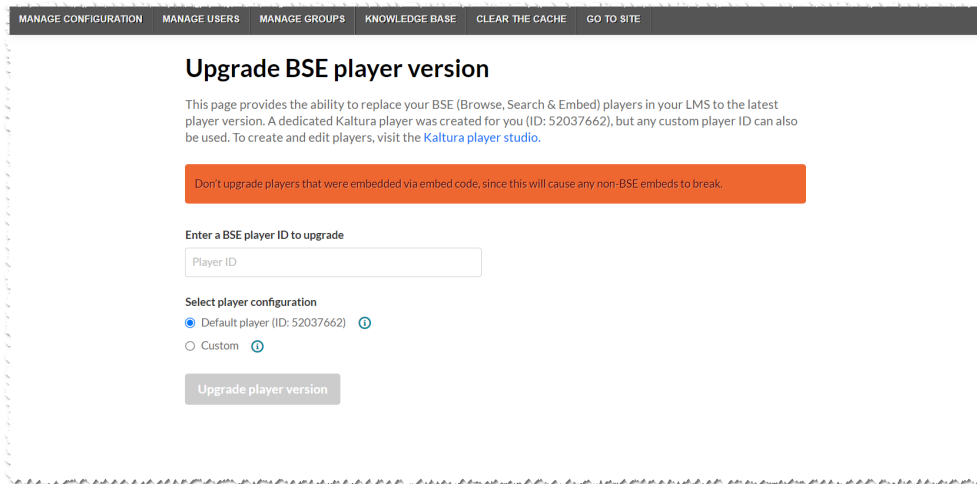 MANAGE CONFIGURATION MANAGE USERS MANAGE GROUPS KNOWLEDGE BASE CLEAR THE CACHE GO TO SITE
Upgrade BSE player version
This page provides the ability to replace your BSE (Browse, Search & Embed) players in your LMS to the latest
player version. A dedicated Kaltura player was created for you (ID: 52037662), but any custom player ID can also
be used. To create and edit players, visit the Kaltura player studio.
Don't upgrade players that were embedded via embed code, since this will cause any non-BSE embeds to break.
Enter a BSE player ID to upgrade
Player ID
Select player configuration
Default player (ID: 52037662)
Custom
Upgrade player version